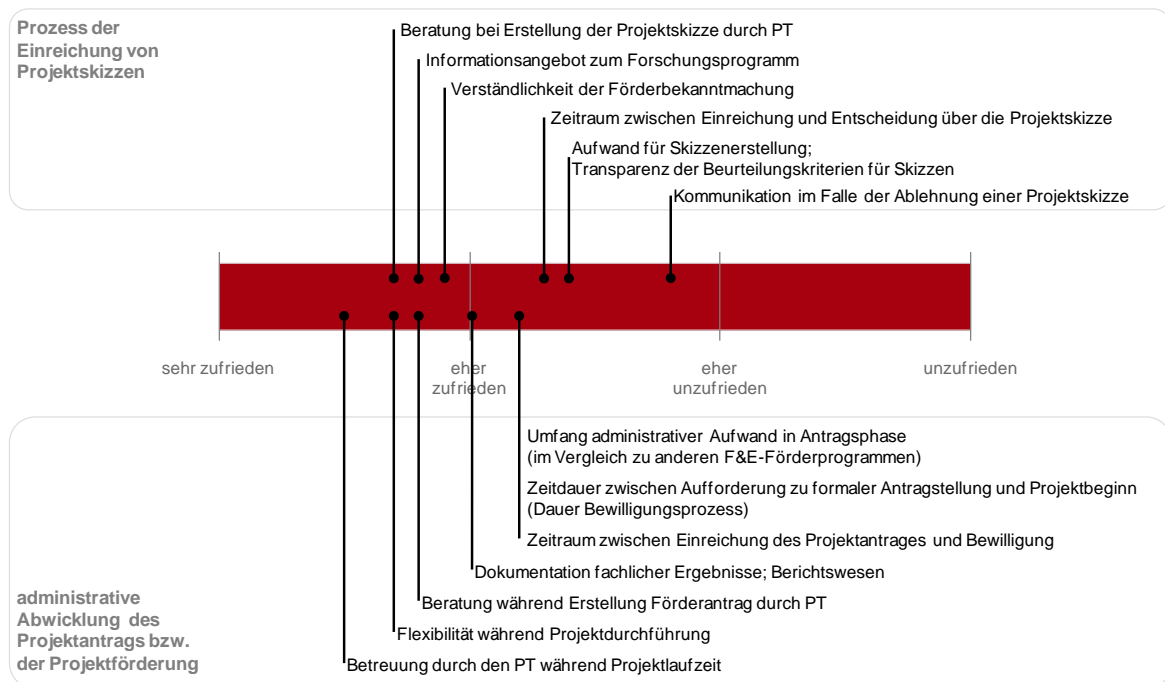 Prozess der
Einreichung von
Projektskizzen
Beratung bei Erstellung der Projektskizze durch PT
Informationsangebot zum Forschungsprogramm
Verständlichkeit der Förderbekanntmachung
Zeitraum zwischen Einreichung und Entscheidung über die Projektskizze
Aufwand für Skizzenerstellung;
Transparenz der Beurteilungskriterien für Skizzen
Kommunikation im Falle der Ablehnung einer Projektskizze
sehr zufrieden
eher
zufrieden
eher
unzufrieden
unzufrieden
Umfang administrativer Aufwand in Antragsphase
(im Vergleich zu anderen F&E-Förderprogrammen)
Zeitdauer zwischen Aufforderung zu formaler Antragstellung und Projektbeginn
(Dauer Bewilligungsprozess)
Zeitraum zwischen Einreichung des Projektantrages und Bewilligung
Dokumentation fachlicher Ergebnisse; Berichtswesen
Beratung während Erstellung Förderantrag durch PT
Flexibilität während Projektdurchführung
Betreuung durch den PT während Projektlaufzeit
administrative
Abwicklung des
Projektantrags bzw.
der Projektförderung